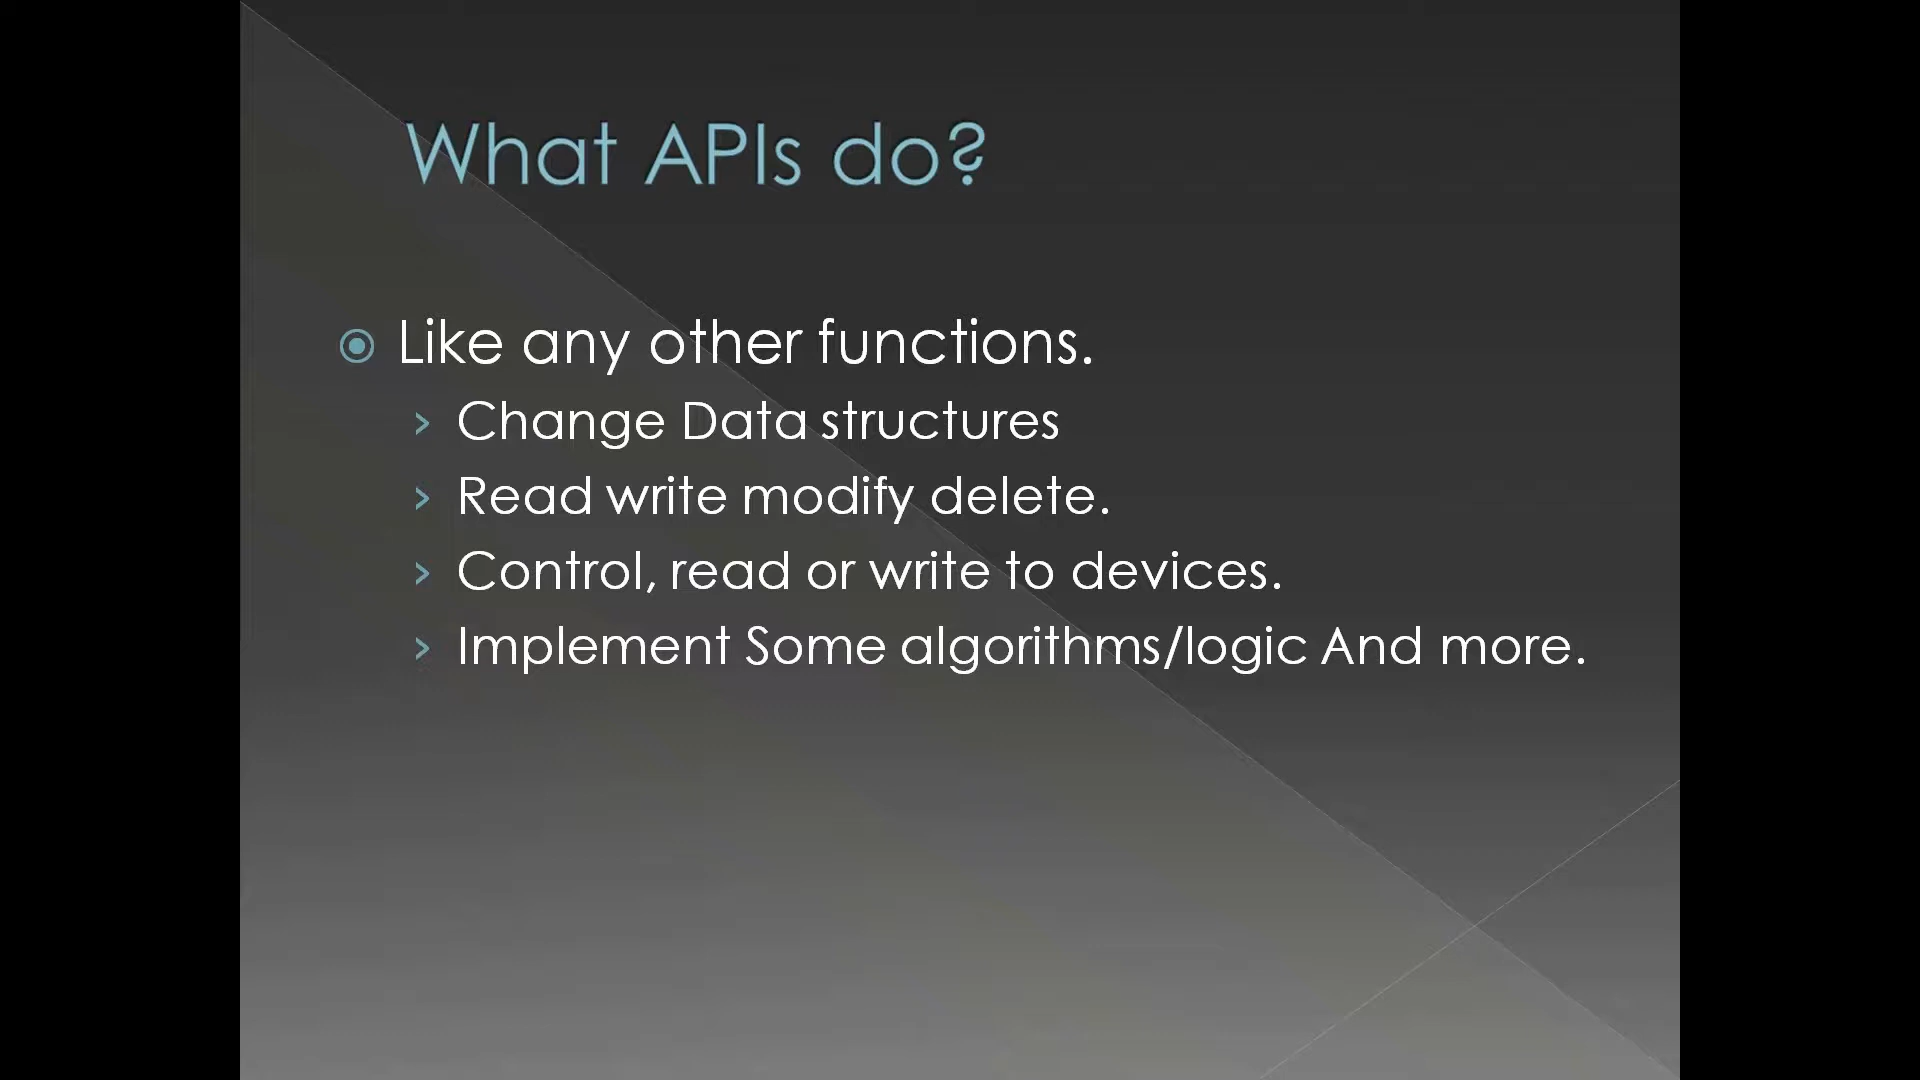 What APIs do?
Like any other functions.
Change Data structures
Read write modify delete.
Control, read or write to devices.
Implement Some algorithms/logic And more.